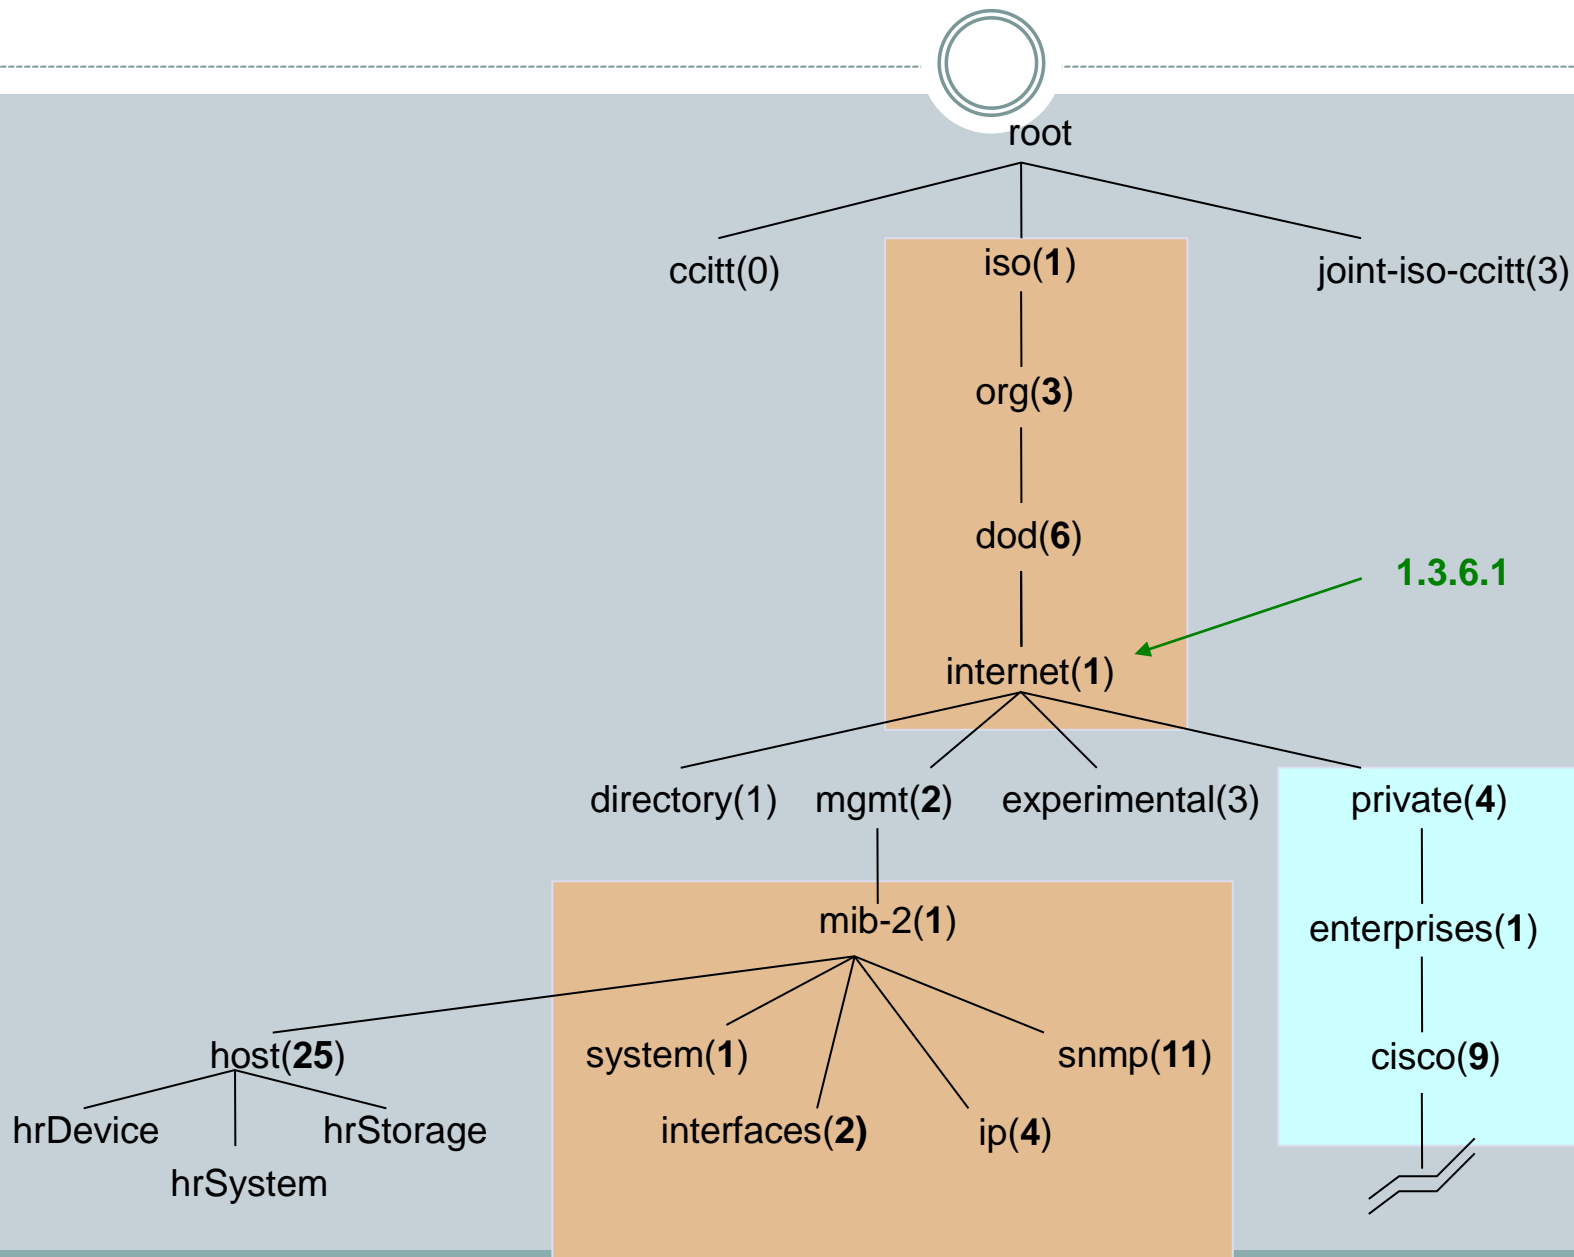 root
ccitt(0) iso(1) joint-iso-ccitt(3)
org(3)
dod(6)
1.3.6.1
internet(1)
directory(1) mgmt(2) experimental(3) private(4)
mib-2(1) enterprises(1)
host(25) system(1) snmp(11) cisco(9)
hrDevice hrStorage interfaces(2) ip(4)
hrSystem